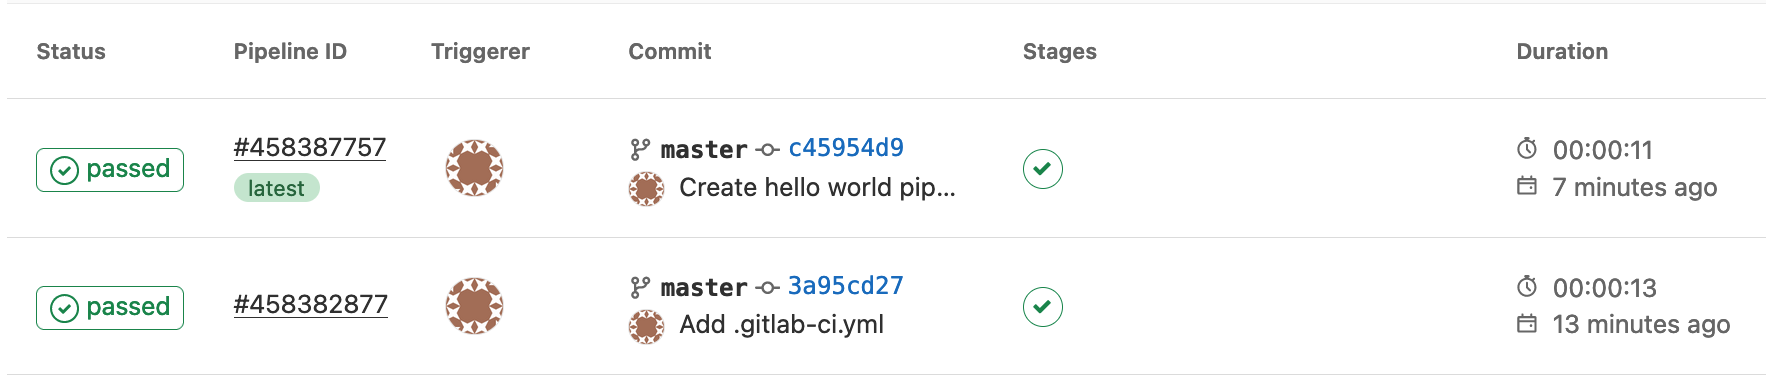 Status Pipeline ID Triggerer Commit Stages Duration
passed #458387757 master c45954d9 00:00:11
latest Create hello world pip... 7 minutes ago
passed #458382877 master 3a95cd27 00:00:13
Add .gitlab-ci.yml 13 minutes ago